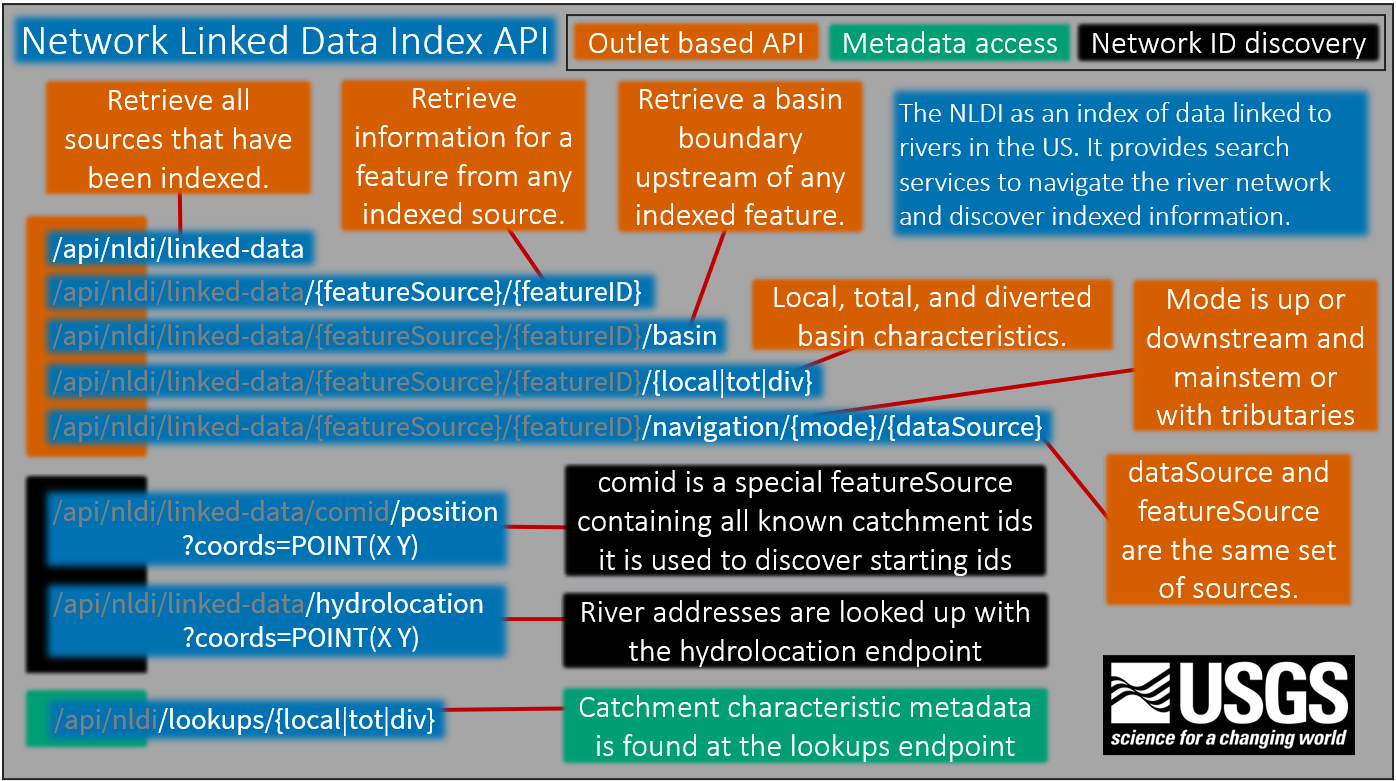 Network Linked Data Index API
Outlet based API
Metadata access
Network ID discovery
Retrieve all
sources that have
been indexed.
Retrieve
information for a
feature from any
indexed source.
Retrieve a basin
boundary
upstream of any
indexed feature.
The NLDI as an index of data linked to
rivers in the US. It provides search
services to navigate the river network
and discover indexed information.
/api/nldi/linked-data
/api/nldi/linked-data/{featureSource}/{featureID}
/api/nldi/linked-data/{featureSource}/{featureID}/basin
/api/nldi/linked-data/{featureSource}/{featureID}/{local|tot|div}
/api/nldi/linked-data/{featureSource}/{featureID}/navigation/{mode}/{dataSource}
Local, total, and diverted
basin characteristics.
Mode is up or
downstream and
mainstem or
with tributaries
dataSource and
featureSource
are the same set
of sources.
/api/nldi/linked-data/comid/position
?coords=POINT(X Y)
comid is a special featureSource
containing all known catchment ids
it is used to discover starting ids
/api/nldi/linked-data/hydrolocation
?coords=POINT(X Y)
River addresses are looked up with
the hydrolocation endpoint
/api/nldi/lookups/{local|tot|div}
Catchment characteristic metadata
is found at the lookups endpoint
USGS
science for a changing world